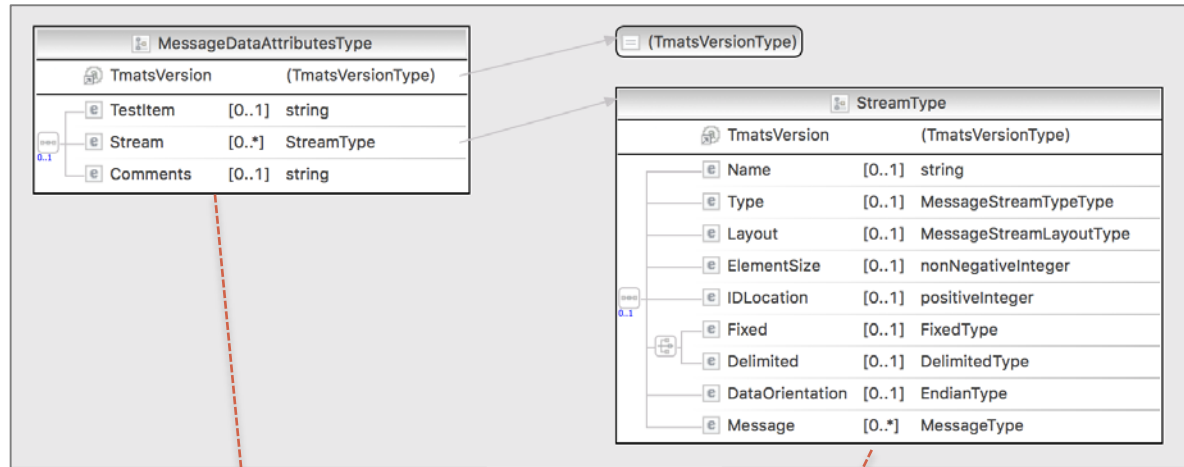 MessageDataAttributesType
TmatsVersion (TmatsVersionType)
e TestItem [0..1] string
e Stream [0..*] StreamType
e Comments [0..1] string
0..1
(TmatsVersionType)
StreamType
TmatsVersion (TmatsVersionType)
e Name [0..1] string
e Type [0..1] MessageStreamTypeType
e Layout [0..1] MessageStreamLayoutType
e ElementSize [0..1] nonNegativeInteger
e IDLocation [0..1] positiveInteger
0..1
e Fixed [0..1] FixedType
e Delimited [0..1] DelimitedType
e DataOrientation [0..1] EndianType
e Message [0..*] MessageType